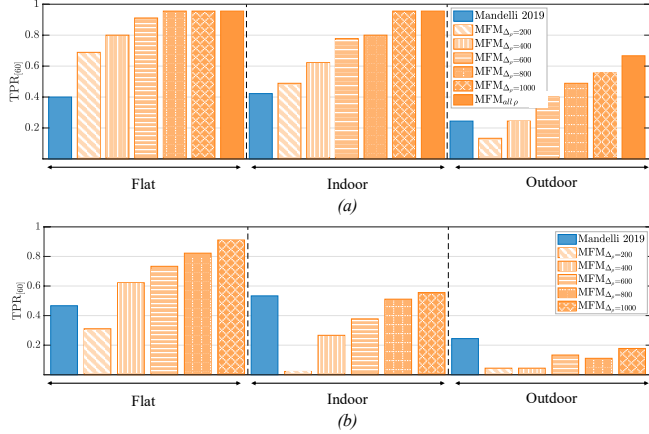 (a)
1
0.8
0.6
0.4
0.2
TPR[60]
Mandelli 2019
MFMΔρ=200
MFMΔρ=400
MFMΔρ=600
MFMΔρ=800
MFMΔρ=1000
MFMall ρ
Flat
Indoor
Outdoor
(a)
1
0.8
0.6
0.4
0.2
TPR[60]
Mandelli 2019
MFMΔρ=200
MFMΔρ=400
MFMΔρ=600
MFMΔρ=800
MFMΔρ=1000
Flat
Indoor
Outdoor
(b)